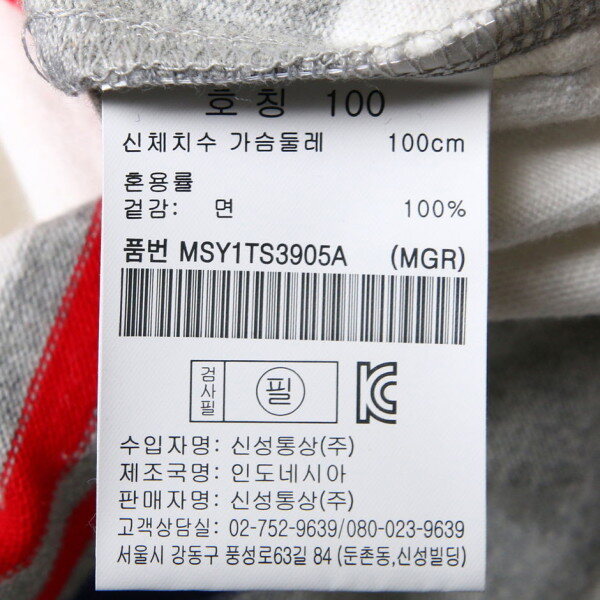 호 칭 100
신체치수 가슴둘레 100cm
혼용률
겉감: 면 100%
품번 MSY1TS3905A (MGR)
검사필 필
수입자명: 신성통상(주)
제조국명: 인도네시아
판매자명: 신성통상(주)
고객상담실: 02-752-9639/080-023-9639
서울시 강동구 풍성로63길 84 (둔촌동,신성빌딩)